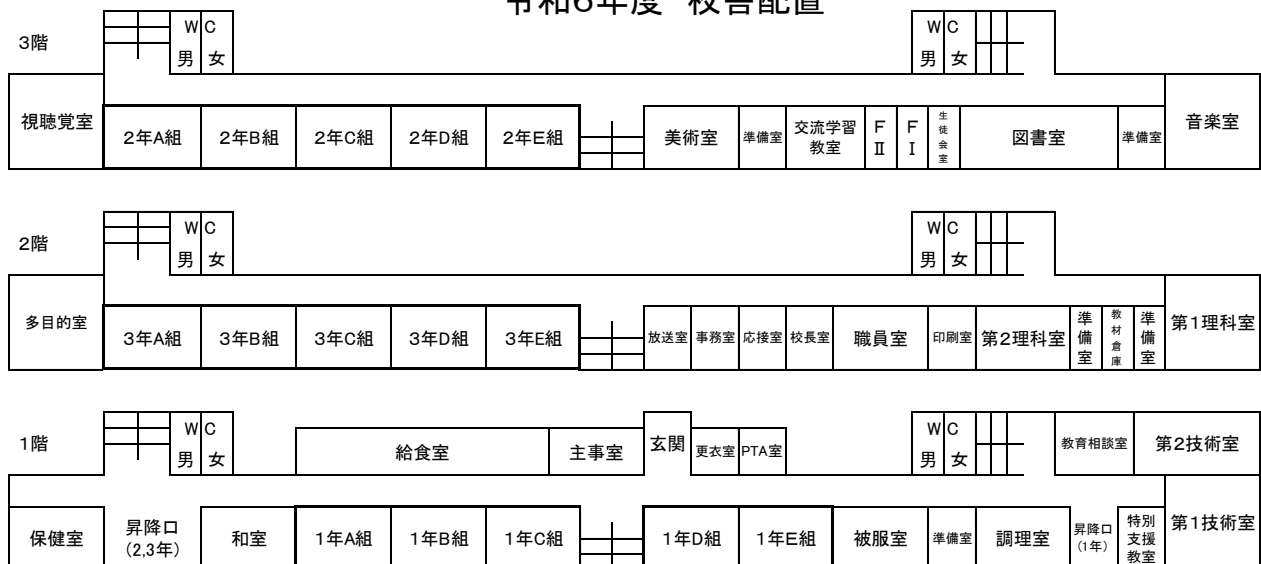 令和6年度 校舎配置
3階
WC
男 女
WC
男 女
視聴覚室
2年A組
2年B組
2年C組
2年D組
2年E組
美術室
準備室
交流学習
教室
FⅡ
FⅠ
生徒会室
図書室
準備室
音楽室
2階
WC
男 女
WC
男 女
多目的室
3年A組
3年B組
3年C組
3年D組
3年E組
放送室
事務室
応接室
校長室
職員室
印刷室
第2理科室
準備室
教材倉庫
準備室
第1理科室
1階
WC
男 女
給食室
主事室
玄関
更衣室
PTA室
WC
男 女
教育相談室
第2技術室
保健室
昇降口
(2,3年)
和室
1年A組
1年B組
1年C組
1年D組
1年E組
被服室
準備室
調理室
昇降口
(1年)
特別
支援
教室
第1技術室